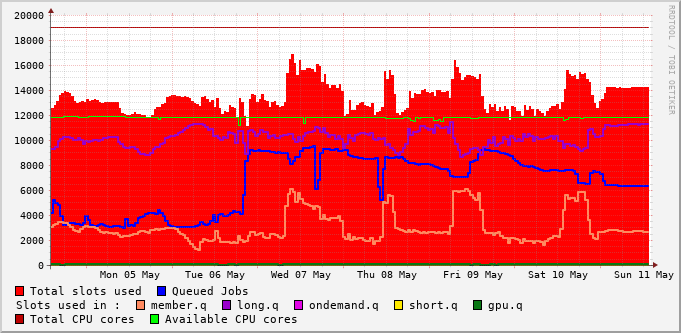 20000
18000
16000
14000
12000
10000
8000
6000
4000
2000
0
Mon 05 May Tue 06 May Wed 07 May Thu 08 May Fri 09 May Sat 10 May Sun 11 May
Total slots used Queued Jobs
Slots used in : member.q long.q ondemand.q short.q gpu.q
Total CPU cores Available CPU cores
RRDTOOL / TOBI OETIKER